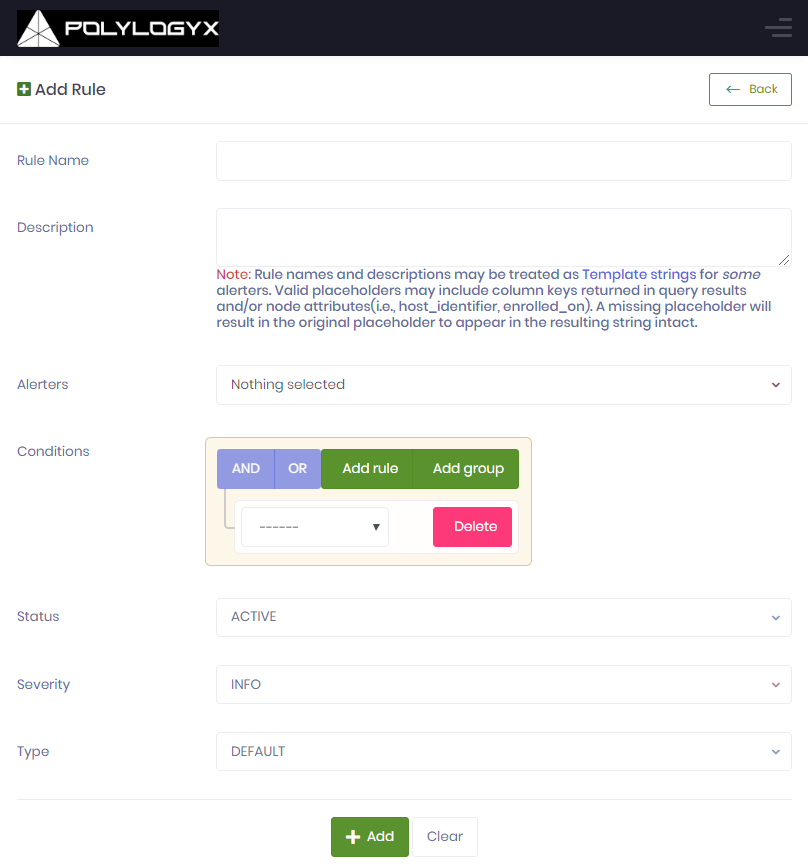 POLYLOGYX
Add Rule
Back
Rule Name
Description
Note: Rule names and descriptions may be treated as Template strings for some
alerters. Valid placeholders may include column keys returned in query results
and/or node attributes(i.e., host_identifier, enrolled_on). A missing placeholder will
result in the original placeholder to appear in the resulting string intact.
Alerters
Nothing selected
Conditions
AND OR Add rule Add group
------ Delete
Status
ACTIVE
Severity
INFO
Type
DEFAULT
Add Clear